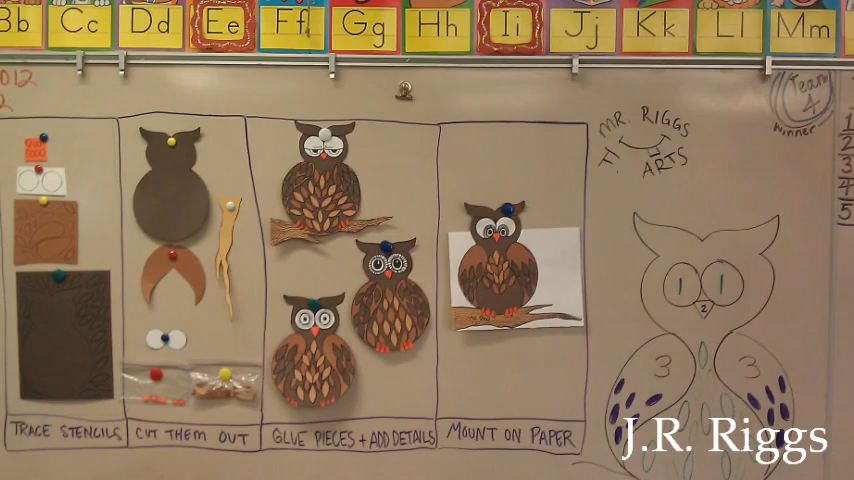 Bb Cc Dd Ee Ff Gg Hh Ii Jj Kk Ll Mm
012
2
Team
4
winner
MR. RIGGS
ARTS
1
2
3
4
5
1 1
2
3 3
TRACE STENCILS
CUT THEM OUT
GLUE PIECES + ADD DETAILS
MOUNT ON PAPER
J.R. Riggs